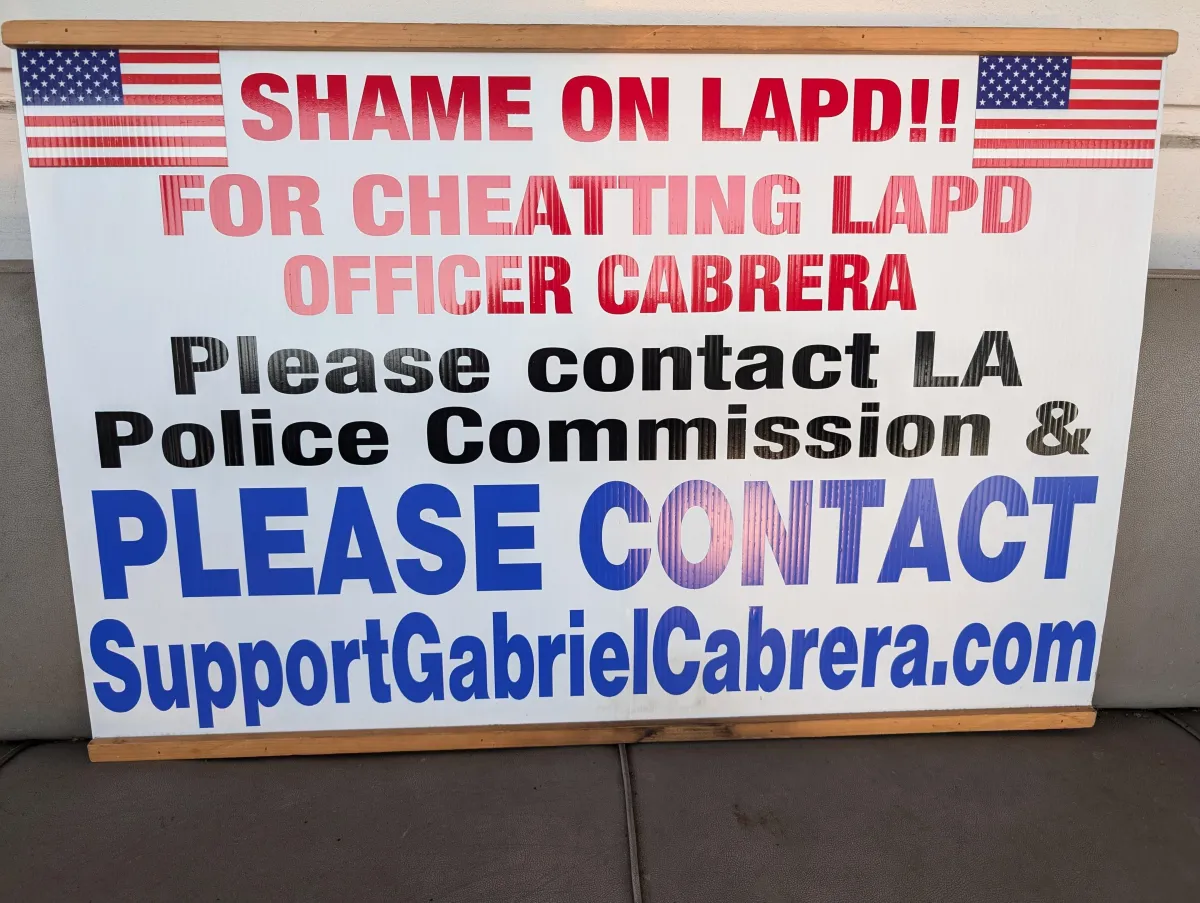 SHAME ON LAPD!!
FOR CHEATTING LAPD
OFFICER CABRERA
Please contact LA
Police Commission &
PLEASE CONTACT
SupportGabrielCabrera.com